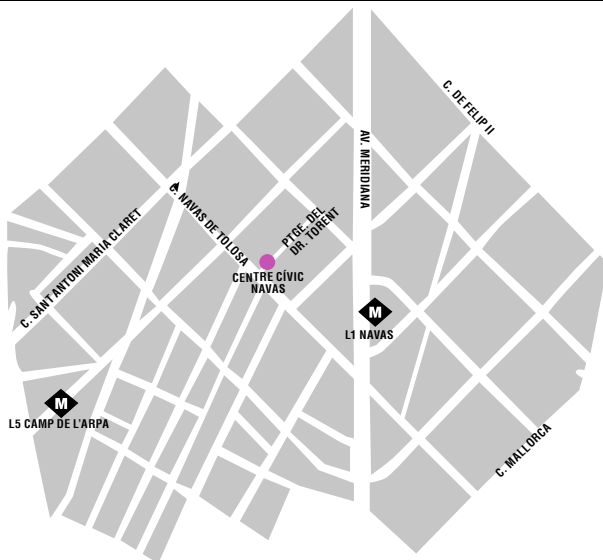 C. DE FELIP II
AV. MERIDIANA
C. NAVAS DE TOLOSA
PTGE. DEL
DR. TORENT
C. SANT ANTONI MARIA CLARET
CENTRE CÍVIC
NAVAS
M
L1 NAVAS
M
L5 CAMP DE L'ARPA
C. MALLORCA